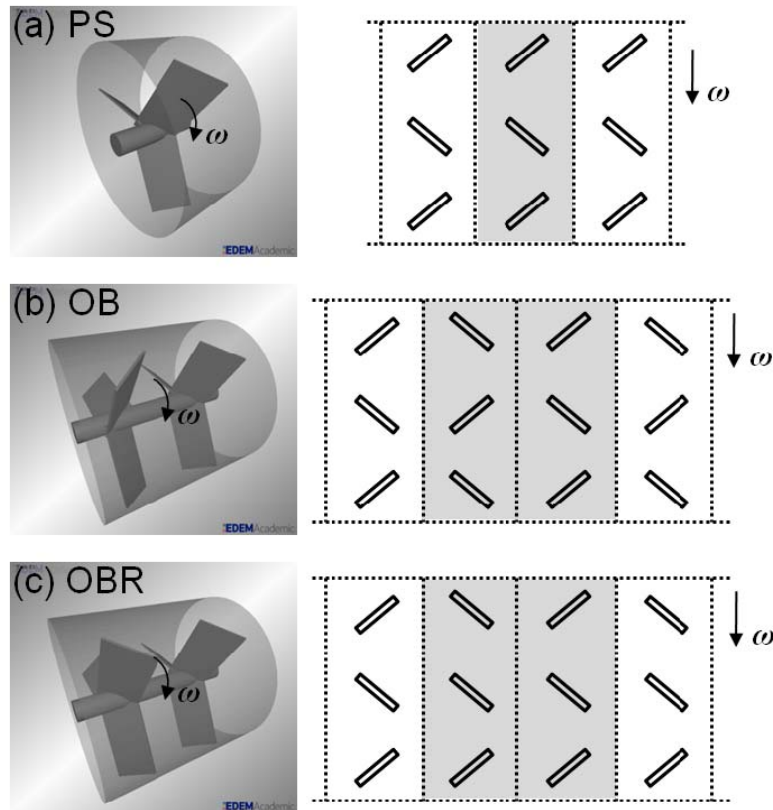 (a) PS
ω
EDEMAcademic
ω
(b) OB
ω
EDEMAcademic
ω
(c) OBR
ω
EDEMAcademic
ω